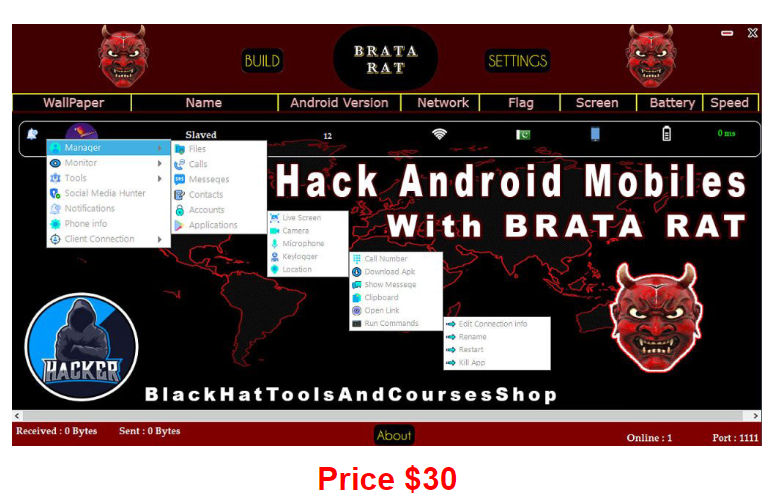 BUILD
BRATA
RAT
SETTINGS
WallPaper Name Android Version Network Flag Screen Battery Speed
Slaved 12 0 ms
Manager
Monitor
Tools
Social Media Hunter
Notifications
Phone info
Client Connection
Files
Calls
SMS Messeges
Contacts
Accounts
Applications
Live Screen
Camera
Microphone
Keylogger
Location
Call Number
Download Apk
Show Messege
Clipboard
Open Link
Run Commands
Edit Connection info
Rename
Restart
Kill App
Hack Android Mobiles
With BRATA RAT
HACKER
BlackHatToolsAndCoursesShop
Received : 0 Bytes Sent : 0 Bytes
About
Online : 1 Port : 1111
Price $30